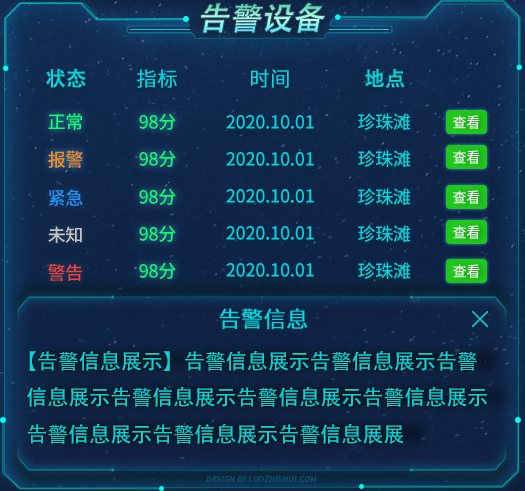 告警设备
状态 指标 时间 地点
正常 98分 2020.10.01 珍珠滩 查看
报警 98分 2020.10.01 珍珠滩 查看
紧急 98分 2020.10.01 珍珠滩 查看
未知 98分 2020.10.01 珍珠滩 查看
警告 98分 2020.10.01 珍珠滩 查看
告警信息
【告警信息展示】告警信息展示告警信息展示告警
信息展示告警信息展示告警信息展示告警信息展示
告警信息展示告警信息展示告警信息展展
DESIGN BY LUOZHISHUI.COM